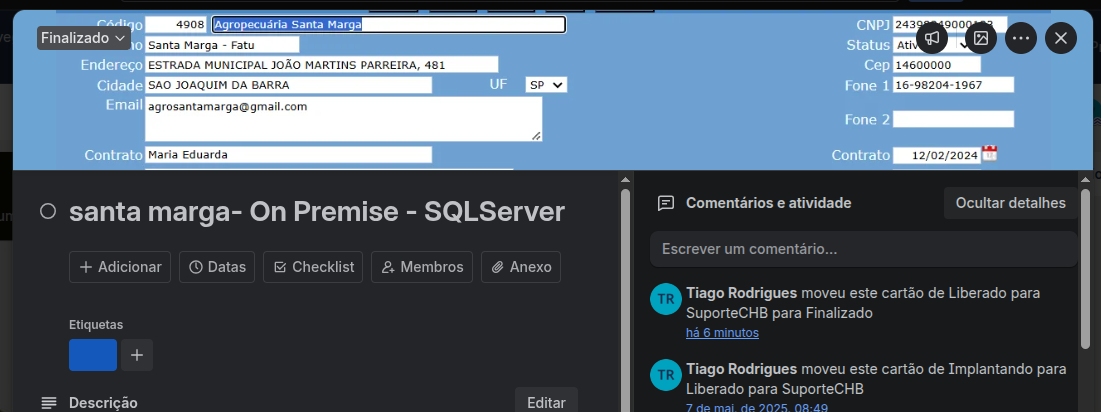 Código 4908 Agropecuária Santa Marga CNPJ
Finalizado Santa Marga - Fatu Status
Endereço ESTRADA MUNICIPAL JOÃO MARTINS PARREIRA, 481 Cep 14600000
Cidade SAO JOAQUIM DA BARRA UF SP Fone 1 16-98204-1967
Email agrosantamarga@gmail.com
Fone 2
Contrato Maria Eduarda Contrato 12/02/2024
santa marga- On Premise - SQLServer
Adicionar Datas Checklist Membros Anexo
Etiquetas
Descrição Editar
Comentários e atividade Ocultar detalhes
Escrever um comentário...
TR Tiago Rodrigues moveu este cartão de Liberado para
SuporteCHB para Finalizado
há 6 minutos
TR Tiago Rodrigues moveu este cartão de Implantando para
Liberado para SuporteCHB
7 de mai. de 2025, 08:49